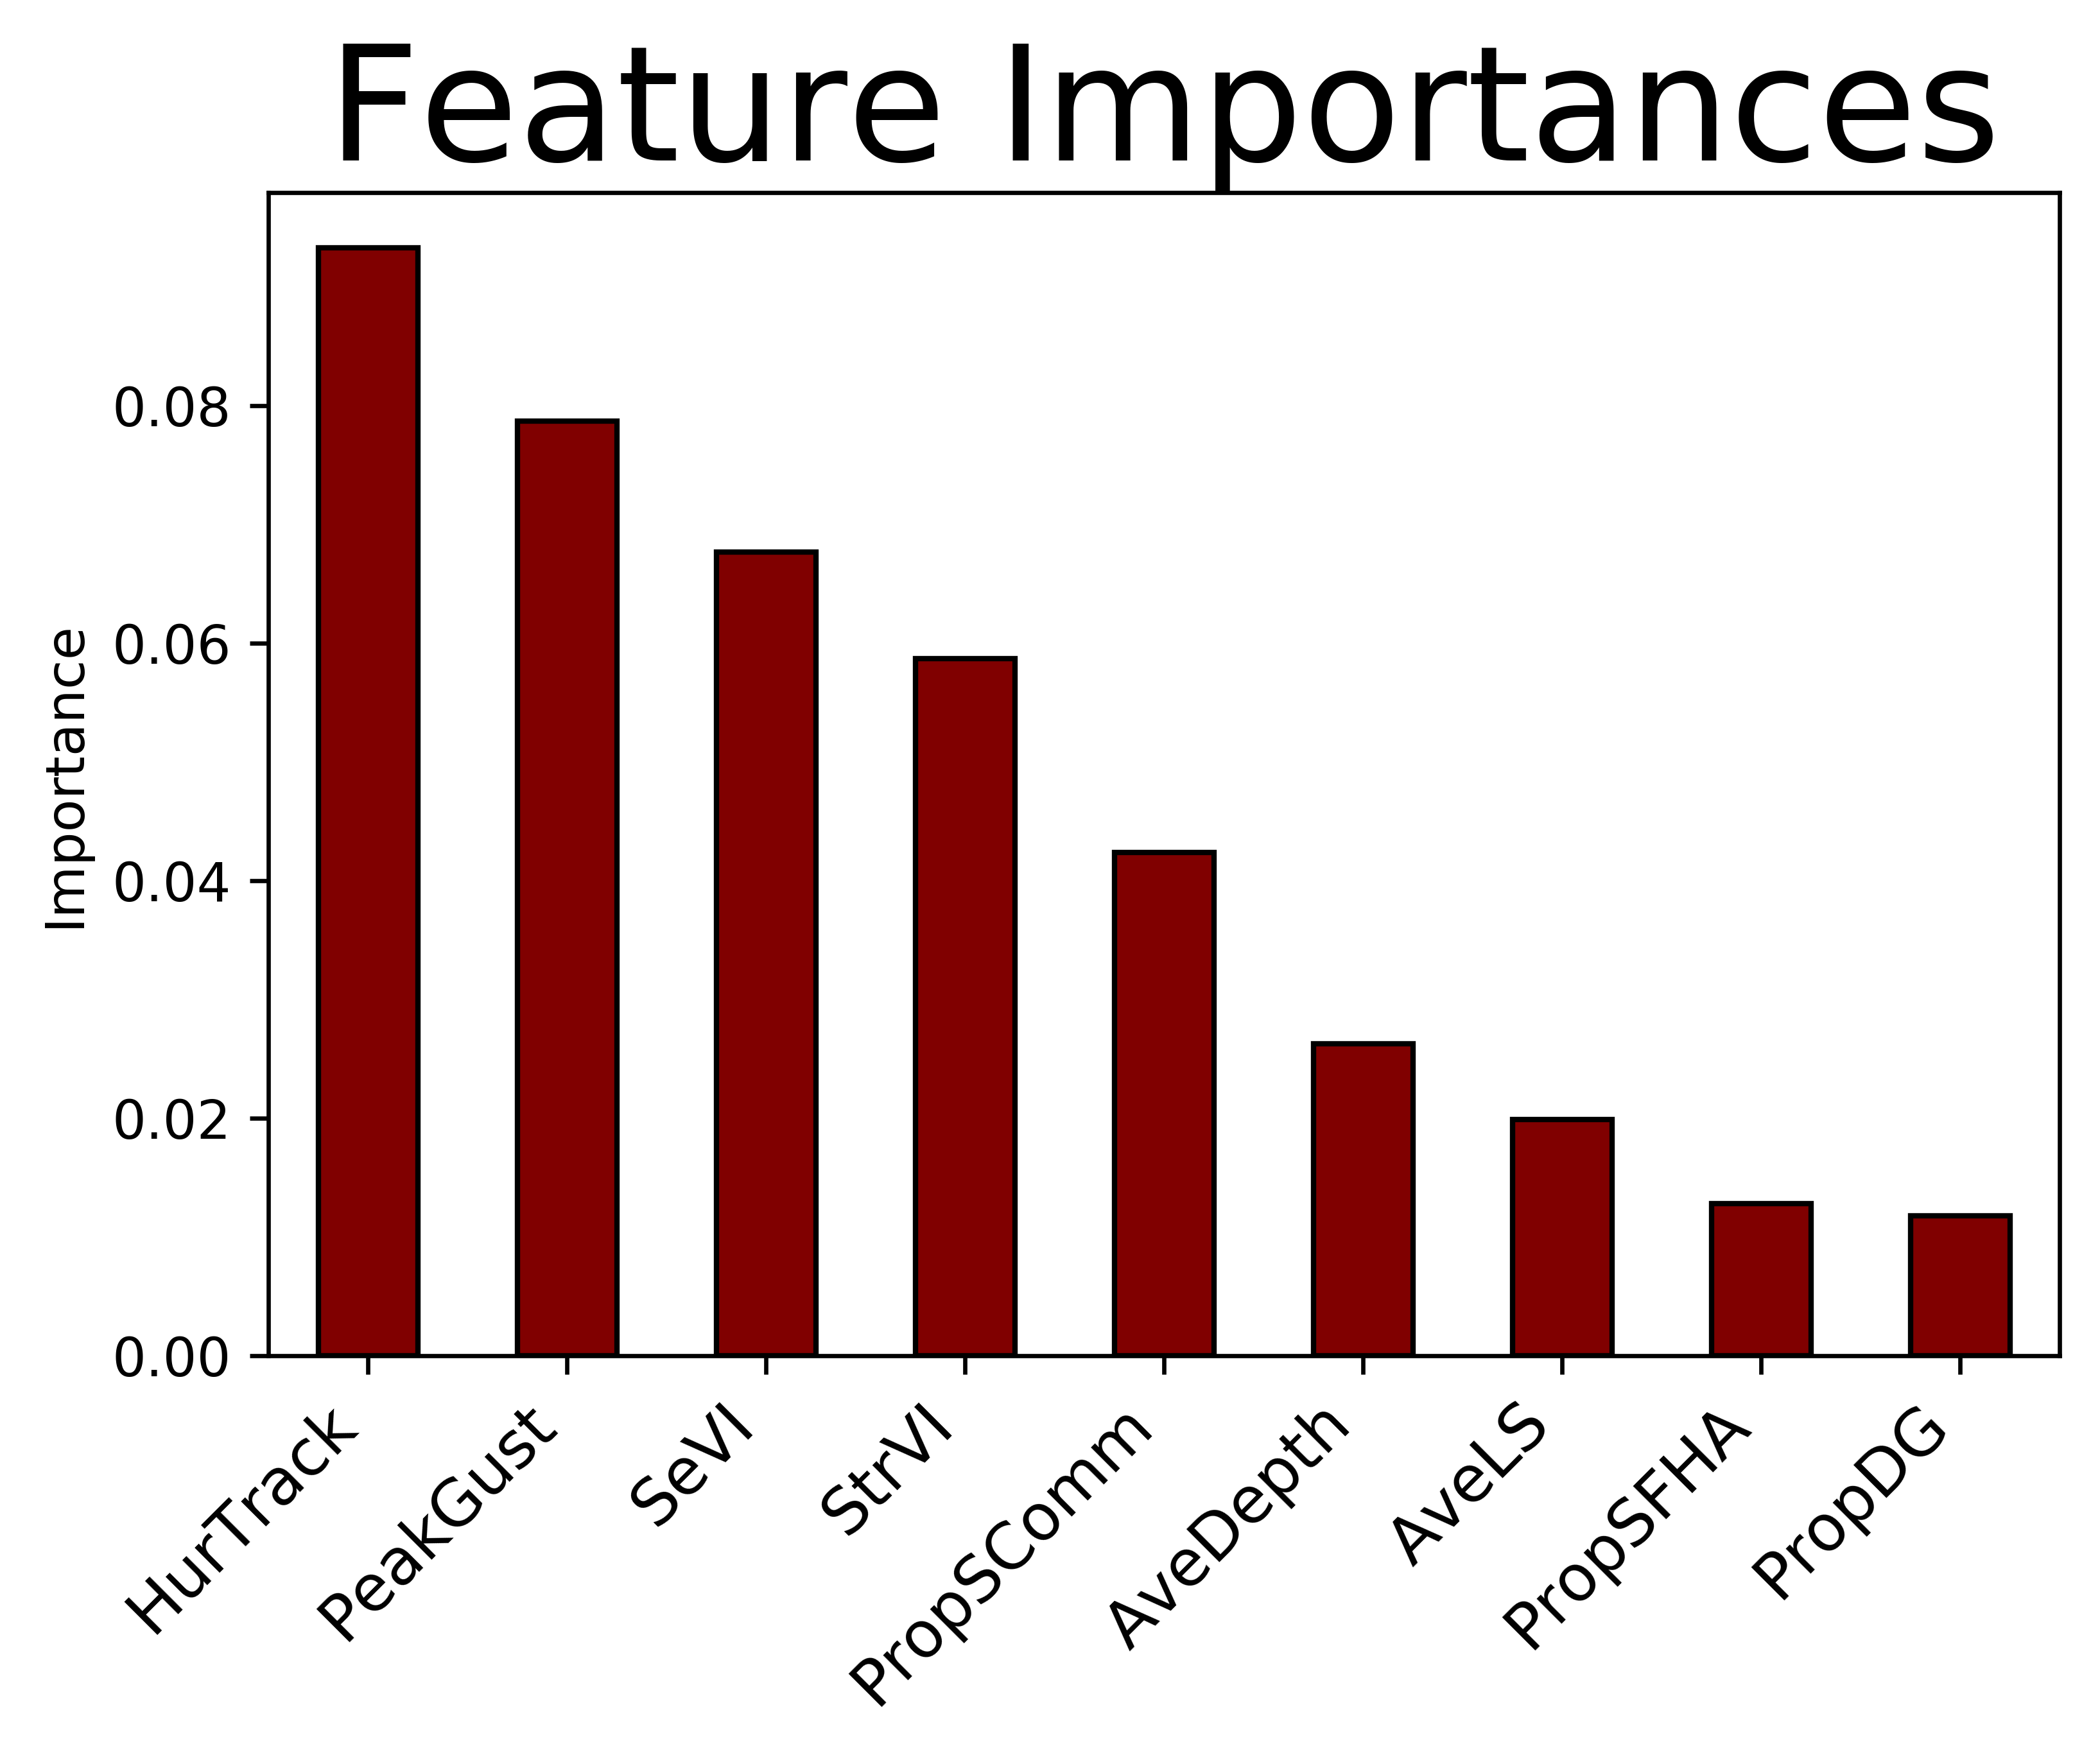 Feature Importances
Importance
0.08
0.06
0.04
0.02
0.00
HurTrack
PeakGust
SeVI
StrVI
PropSComm
AveDepth
AveLS
PropSFHA
PropDG